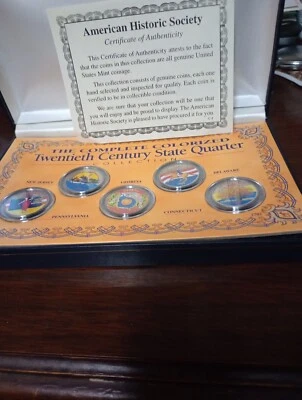 American Historic Society
Certificate of Authenticity
This Certificate of Authenticity attests to the fact
that the coins in this collection are all genuine United
States Mint coinage.
This collection consists of genuine coins, each one
hand selected and inspected for quality. Each coin is
verified to be in collectible condition.
We are sure that your collection will be one that
you will enjoy and be proud to display. The American
Historic Society is pleased to have procured it for you.
THE COMPLETE COLORIZED
Twentieth Century State Quarter
COLLECTION
NEW JERSEY
GEORGIA
DELAWARE
PENNSYLVANIA
CONNECTICUT